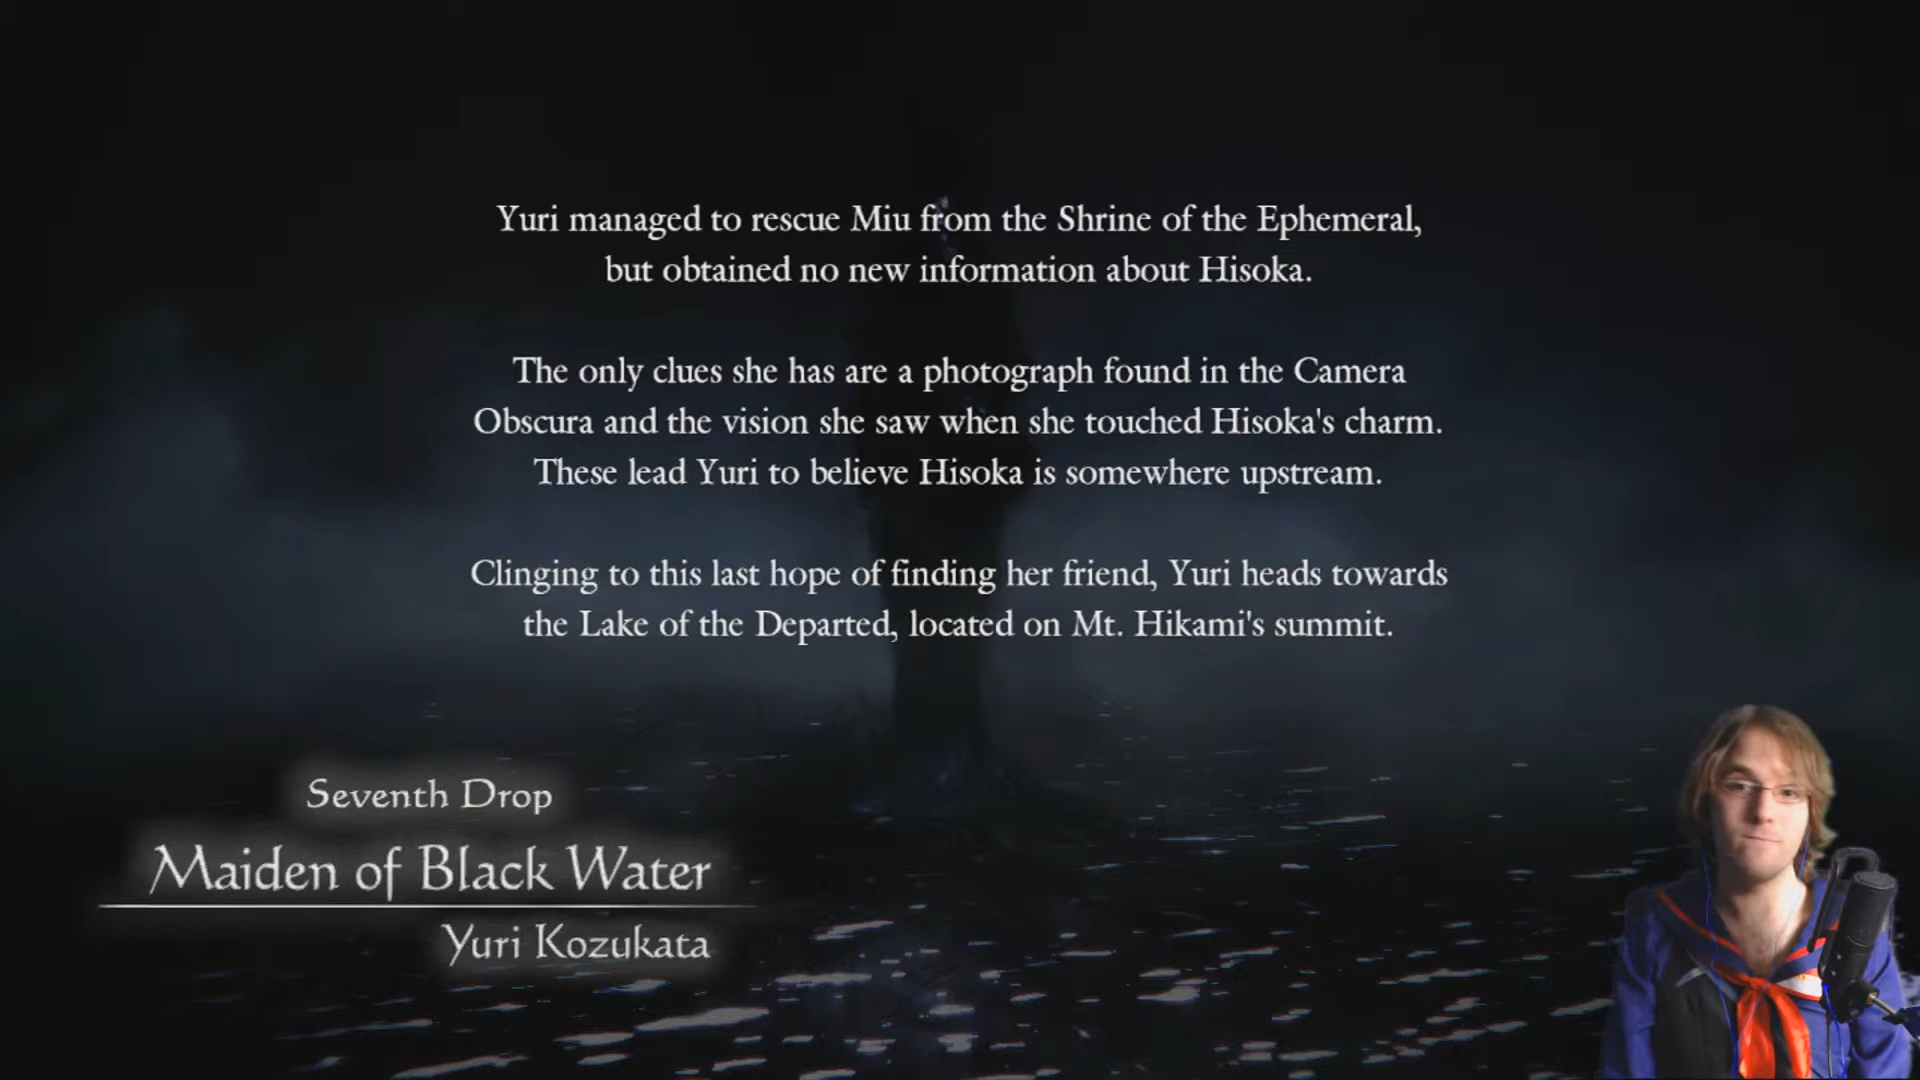 Yuri managed to rescue Miu from the Shrine of the Ephemeral,
but obtained no new information about Hisoka.
The only clues she has are a photograph found in the Camera
Obscura and the vision she saw when she touched Hisoka's charm.
These lead Yuri to believe Hisoka is somewhere upstream.
Clinging to this last hope of finding her friend, Yuri heads towards
the Lake of the Departed, located on Mt. Hikami's summit.
Seventh Drop
Maiden of Black Water
Yuri Kozukata